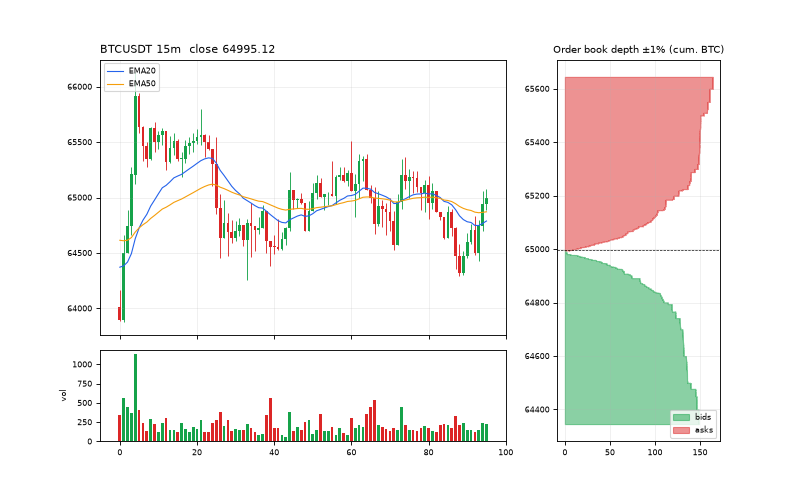 BTCUSDT 15m  close 64995.12
EMA20
EMA50
66000
65500
65000
64500
64000
1000
750
500
250
0
vol
0 20 40 60 80 100
Order book depth ±1% (cum. BTC)
65600
65400
65200
65000
64800
64600
64400
bids
asks
0 50 100 150